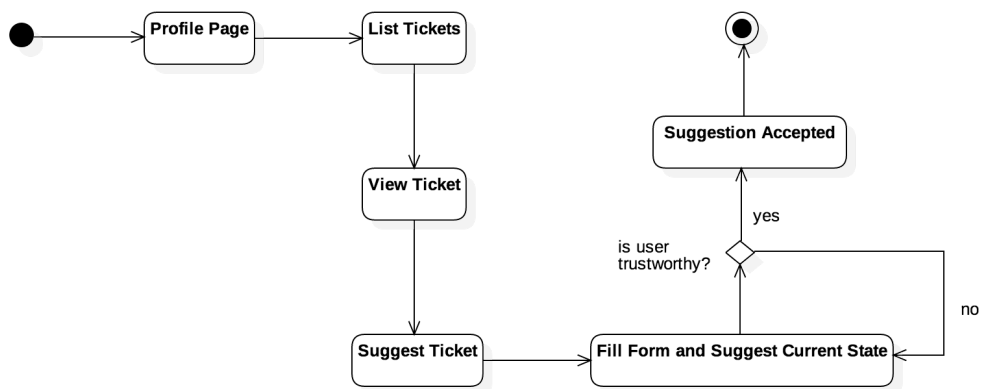 Profile Page
List Tickets
Suggestion Accepted
View Ticket
yes
is user
trustworthy?
no
Suggest Ticket
Fill Form and Suggest Current State